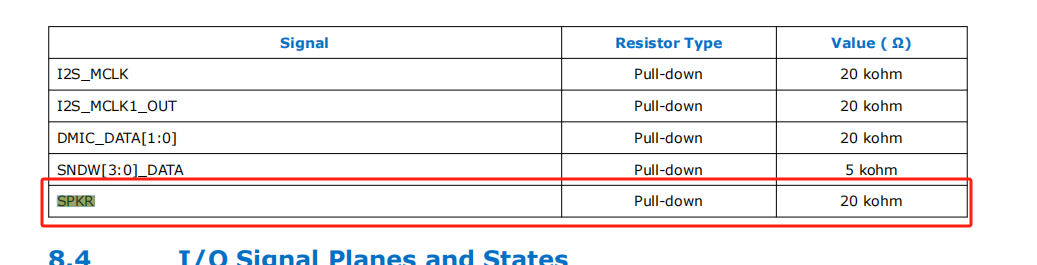 Signal Resistor Type Value ( Ω)
I2S_MCLK Pull-down 20 kohm
I2S_MCLK1_OUT Pull-down 20 kohm
DMIC_DATA[1:0] Pull-down 20 kohm
SNDW[3:0]_DATA Pull-down 5 kohm
SPKR Pull-down 20 kohm
8.4 I/O Signal Planes and States